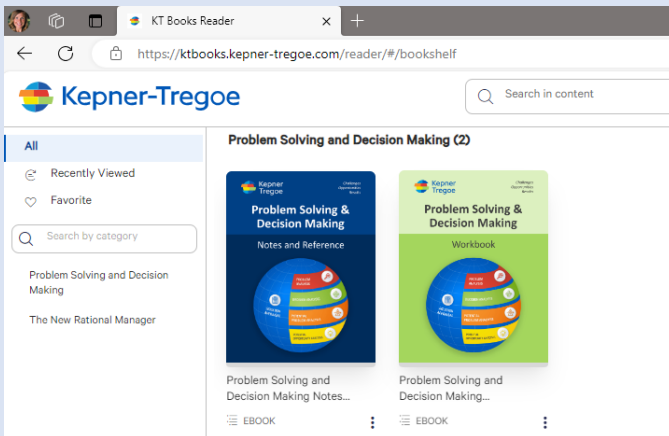 KT Books Reader
https://ktbooks.kepner-tregoe.com/reader/#/bookshelf
Kepner-Tregoe
Search in content
All
Recently Viewed
Favorite
Search by category
Problem Solving and Decision
Making
The New Rational Manager
Problem Solving and Decision Making (2)
Kepner
Tregoe
Problem Solving &
Decision Making
Notes and Reference
Problem Solving and
Decision Making Notes...
EBOOK
Kepner
Tregoe
Problem Solving &
Decision Making
Workbook
Problem Solving and
Decision Making...
EBOOK